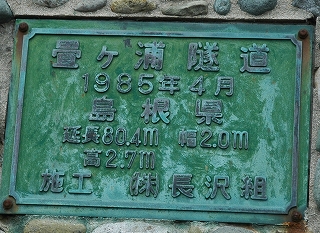 畳ヶ浦隧道
1985年4月
島根県
延長80.4m 幅2.0m
高2.7m
施工 ㈱長沢組